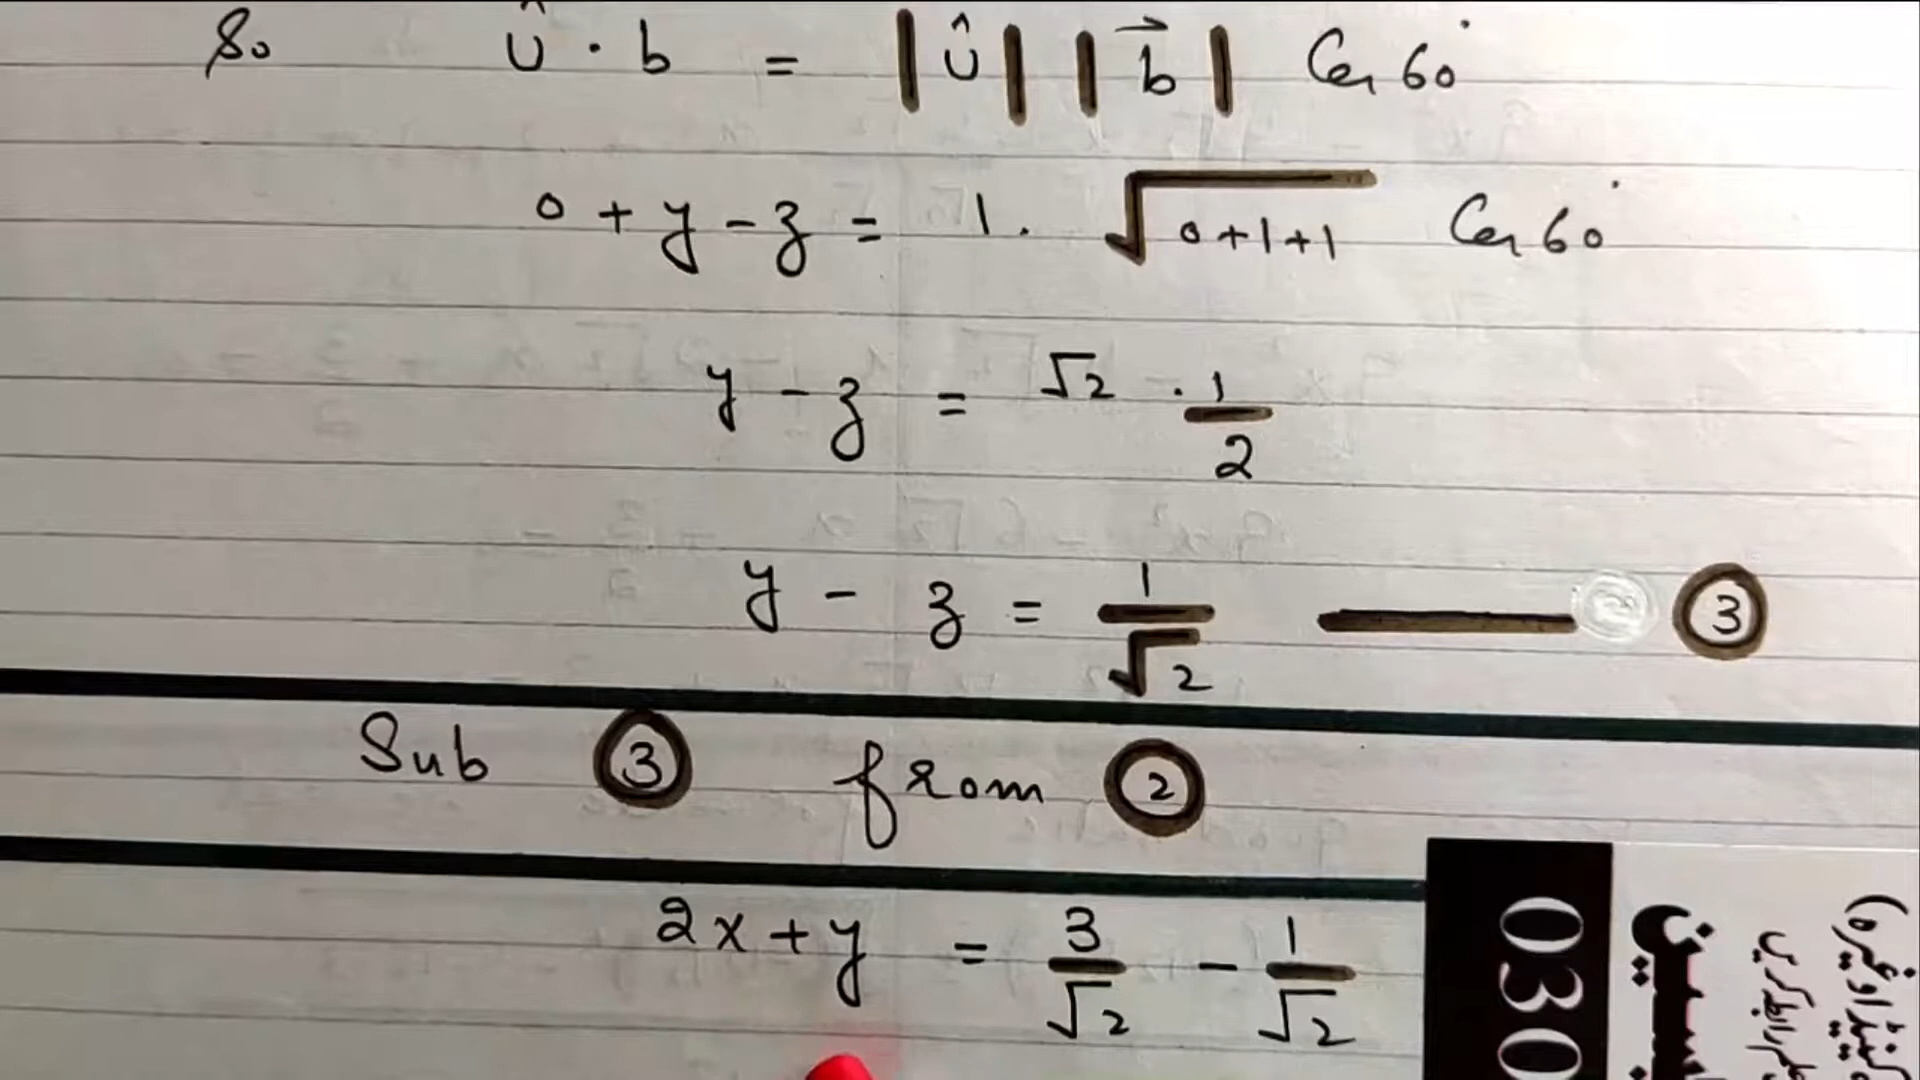 So û · b = |û| |b⃗| Cos 60°
0 + y - z = 1. √0+1+1 Cos 60°
y - z = √2 · 1/2
y - z = 1/√2 ③
Sub ③ from ②
2x + y = 3/√2 - 1/√2
030